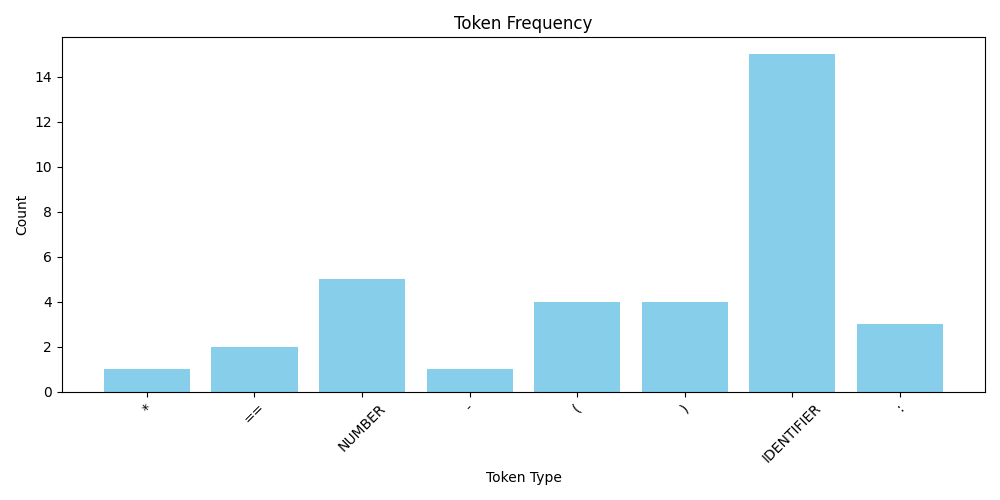 Token Frequency
Count
14
12
10
8
6
4
2
0
* == NUMBER - ( ) IDENTIFIER :
Token Type